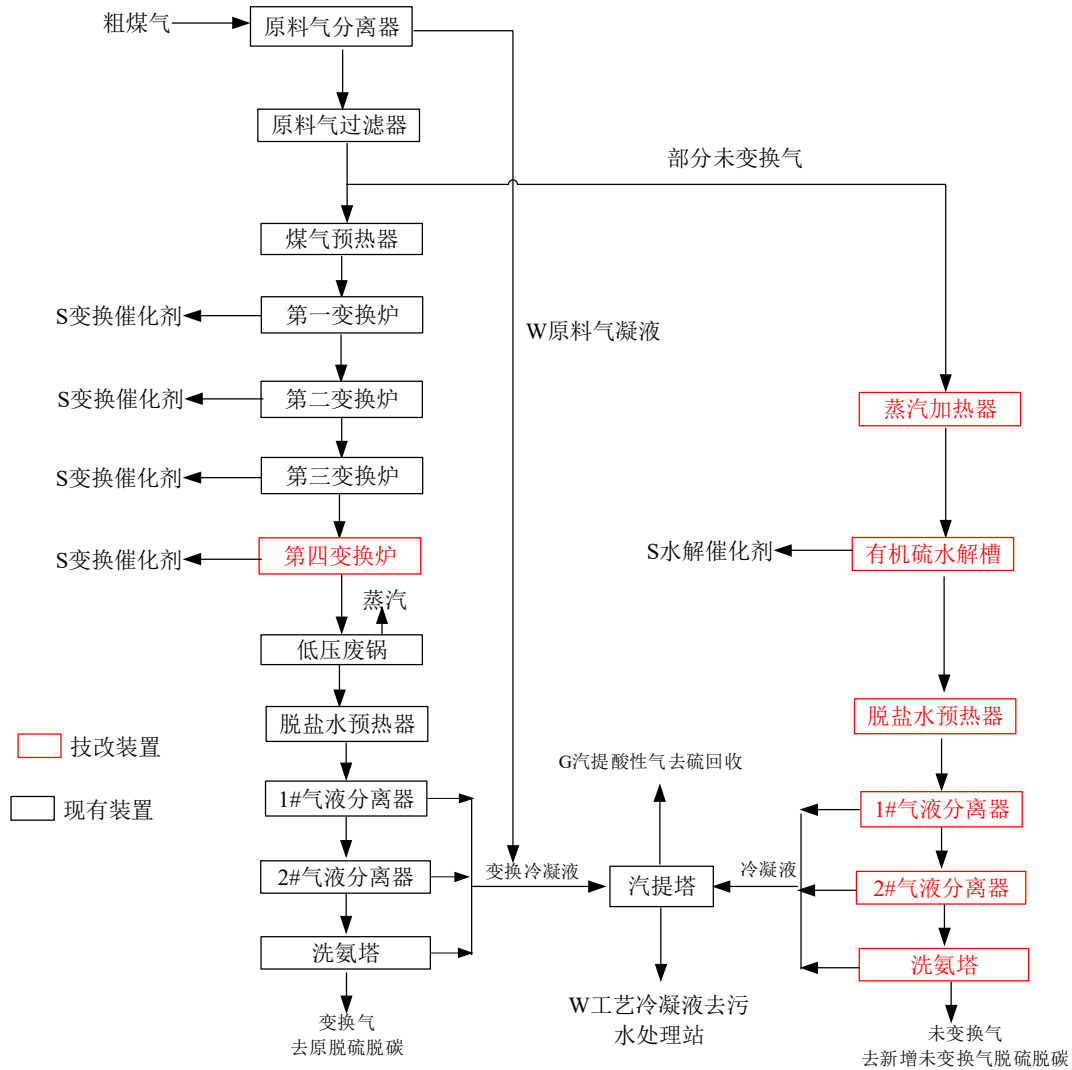 粗煤气
原料气分离器
原料气过滤器
部分未变换气
煤气预热器
S变换催化剂
第一变换炉
W原料气凝液
S变换催化剂
第二变换炉
蒸汽加热器
S变换催化剂
第三变换炉
S变换催化剂
第四变换炉
S水解催化剂
有机硫水解槽
蒸汽
低压废锅
脱盐水预热器
脱盐水预热器
技改装置
G汽提酸性气去硫回收
现有装置
1#气液分离器
1#气液分离器
2#气液分离器
变换冷凝液
汽提塔
冷凝液
2#气液分离器
洗氨塔
洗氨塔
W工艺冷凝液去污
水处理站
变换气
去原脱硫脱碳
未变换气
去新增未变换气脱硫脱碳